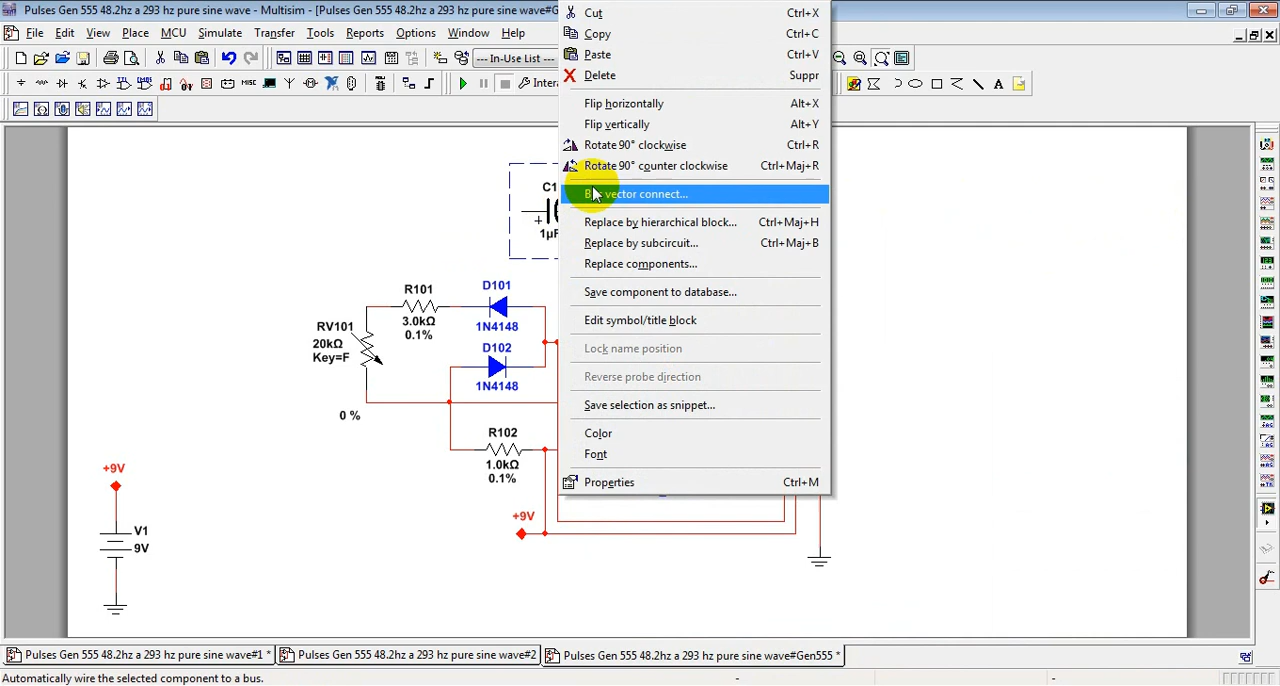 Pulses Gen 555 48.2hz a 293 hz pure sine wave - Multisim - [Pulses Gen 555 48.2hz a 293 hz pure sine wave#G
File Edit View Place MCU Simulate Transfer Tools Reports Options Window Help
--- In-Use List ---
MISC
Intera
A
Cut Ctrl+X
Copy Ctrl+C
Paste Ctrl+V
Delete Suppr
Flip horizontally Alt+X
Flip vertically Alt+Y
Rotate 90° clockwise Ctrl+R
Rotate 90° counter clockwise Ctrl+Maj+R
Bus vector connect...
Replace by hierarchical block... Ctrl+Maj+H
Replace by subcircuit... Ctrl+Maj+B
Replace components...
Save component to database...
Edit symbol/title block
Lock name position
Reverse probe direction
Save selection as snippet...
Color
Font
Properties Ctrl+M
C1
+
1µF
R101
3.0kΩ
0.1%
D101
1N4148
RV101
20kΩ
Key=F
D102
1N4148
0 %
R102
1.0kΩ
0.1%
+9V
V1
9V
+9V
Pulses Gen 555 48.2hz a 293 hz pure sine wave#1 *
Pulses Gen 555 48.2hz a 293 hz pure sine wave#2
Pulses Gen 555 48.2hz a 293 hz pure sine wave#Gen555 *
Automatically wire the selected component to a bus.
- -